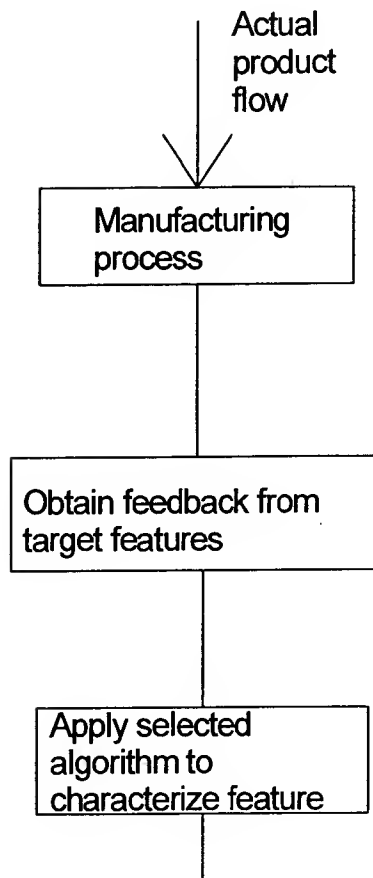 Actual
product
flow
Manufacturing
process
Obtain feedback from
target features
Apply selected
algorithm to
characterize feature